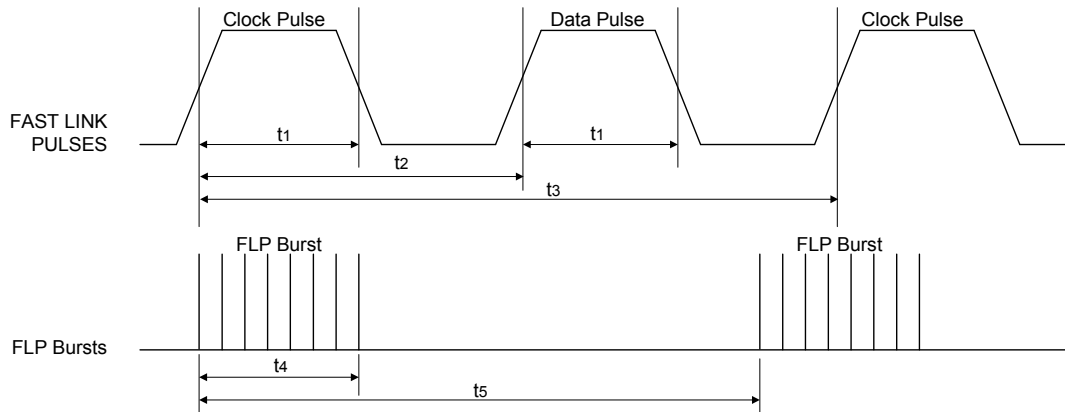 Clock Pulse Data Pulse Clock Pulse
FAST LINK
PULSES
t1 t1
t2
t3
FLP Burst FLP Burst
FLP Bursts
t4
t5